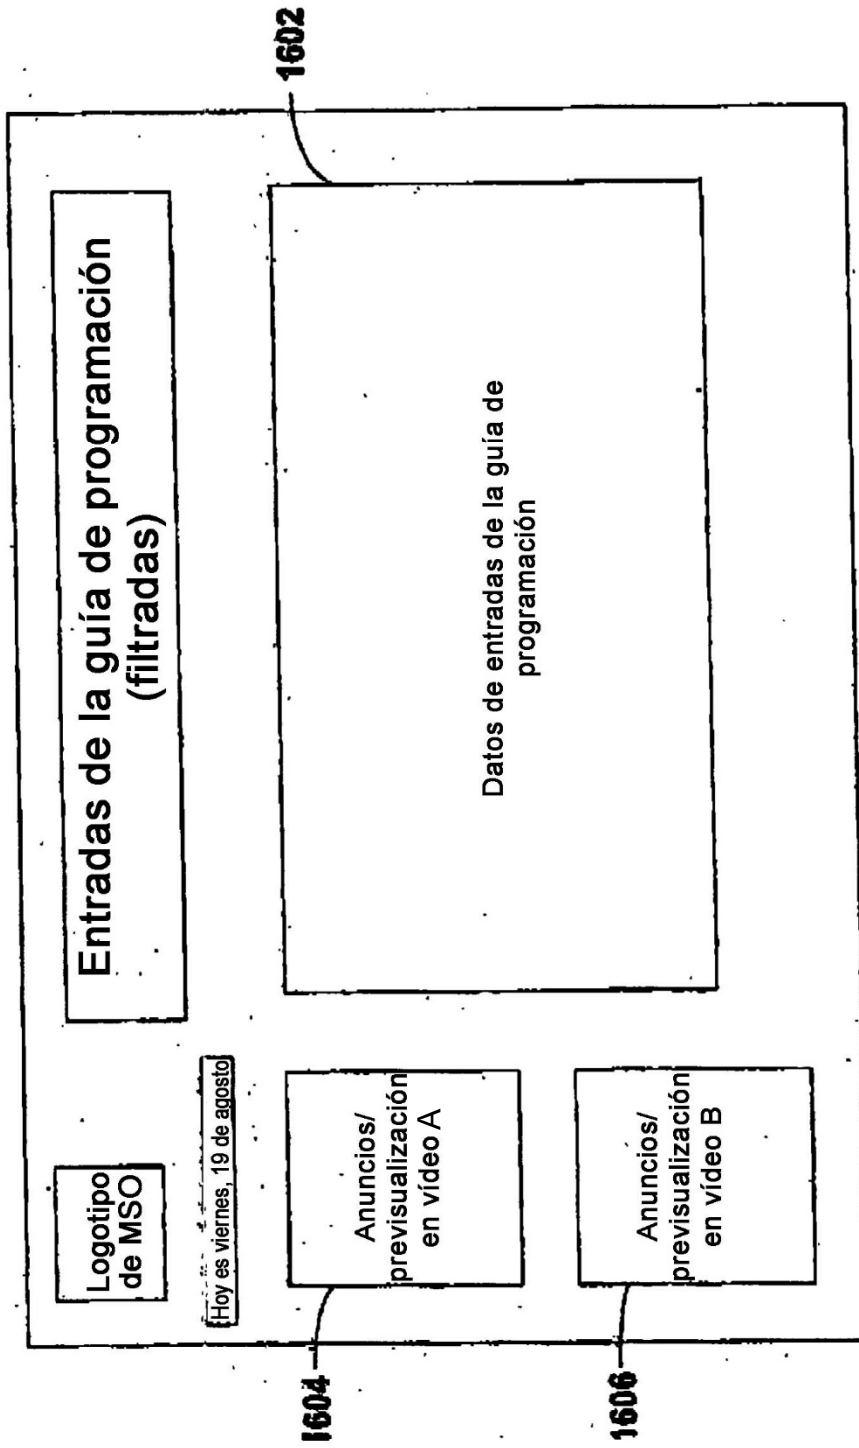 Logotipo
de MSO
Entradas de la guía de programación
(filtradas)
Hoy es viernes, 19 de agosto
1602
Datos de entradas de la guía de
programación
1604
Anuncios/
previsualización
en vídeo A
1606
Anuncios/
previsualización
en vídeo B